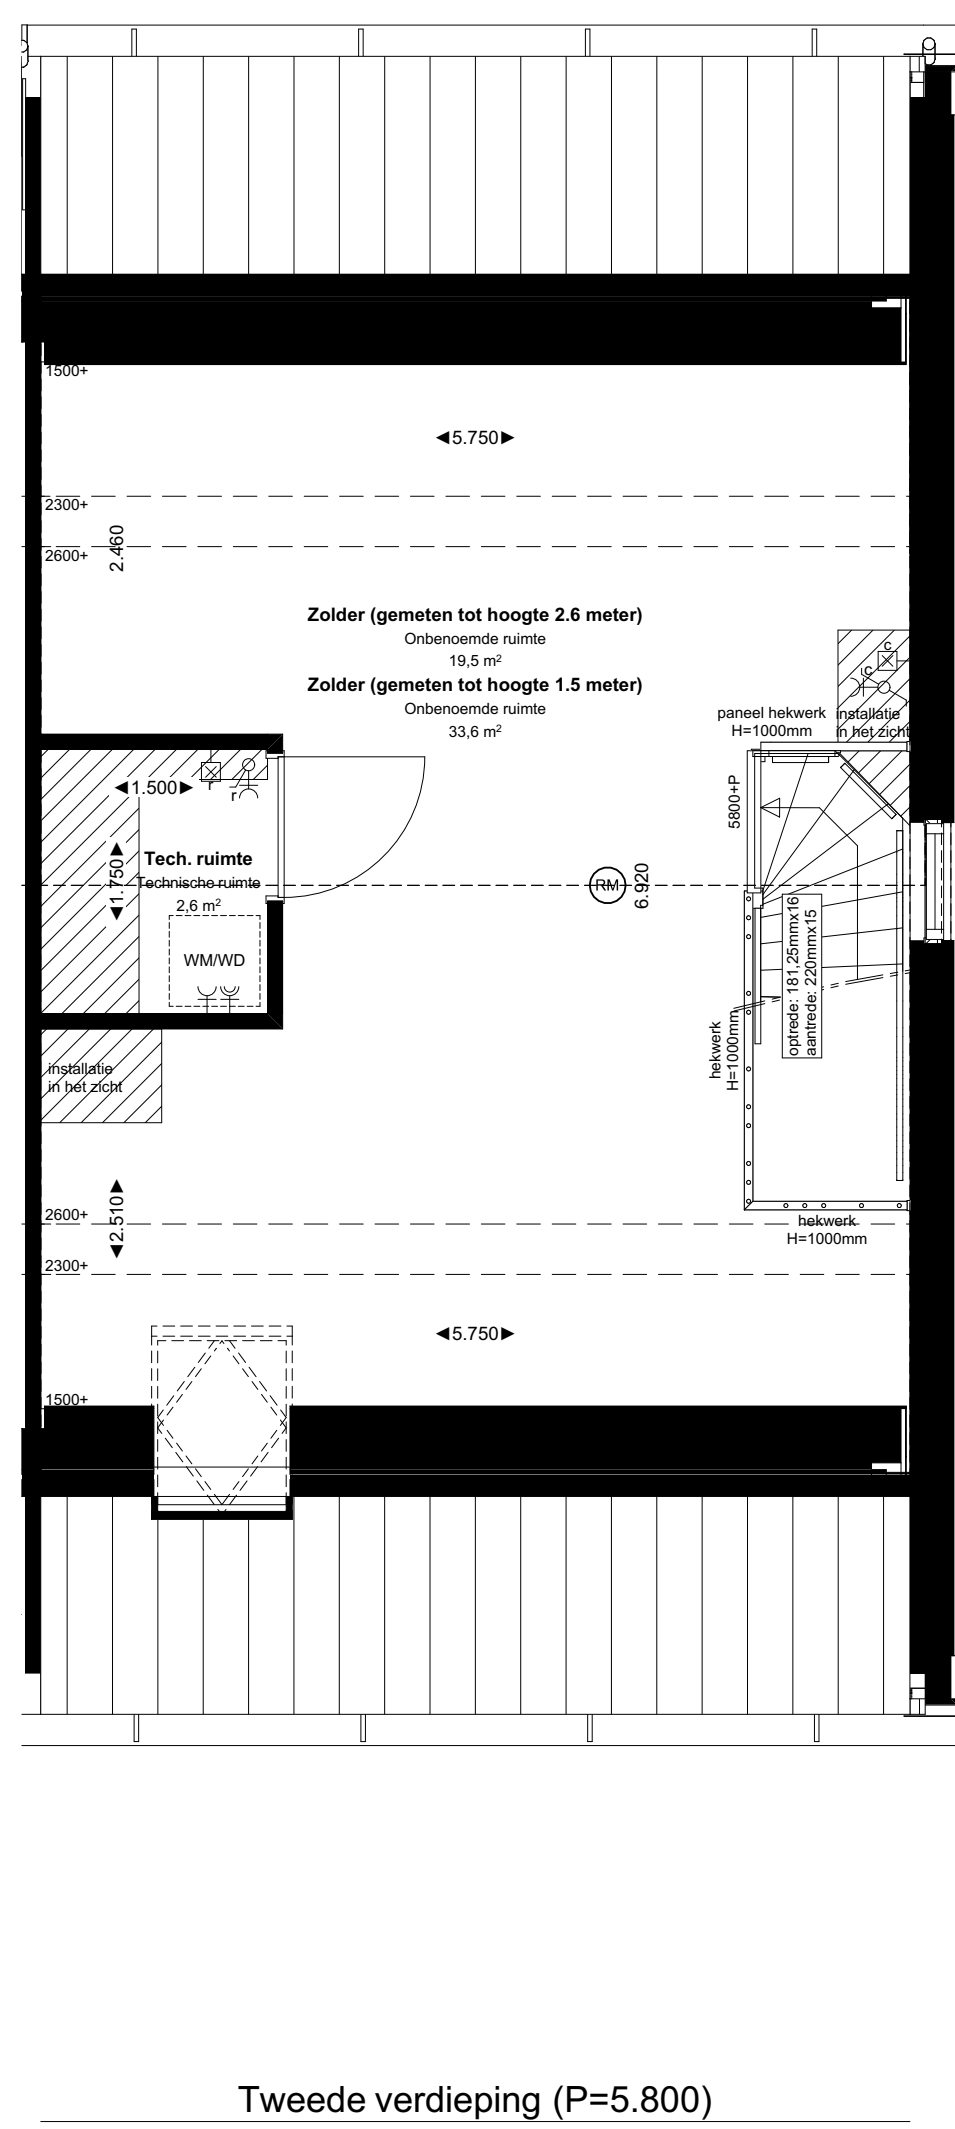 1500+
◄5.750►
2300+
2.460
2600+
Zolder (gemeten tot hoogte 2.6 meter)
Onbenoemde ruimte
19,5 m²
Zolder (gemeten tot hoogte 1.5 meter)
Onbenoemde ruimte
33,6 m²
c
c
installatie
in het zicht
paneel hekwerk
H=1000mm
◄1.500►
r
r
5800+P
◄1.750►
Tech. ruimte
Technische ruimte
2,6 m²
RM
6.920
WM/WD
optrede: 181,25mmx16
aantrede: 220mmx15
hekwerk
H=1000mm
installatie
in het zicht
◄2.510►
2600+
hekwerk
H=1000mm
2300+
◄5.750►
1500+
Tweede verdieping (P=5.800)